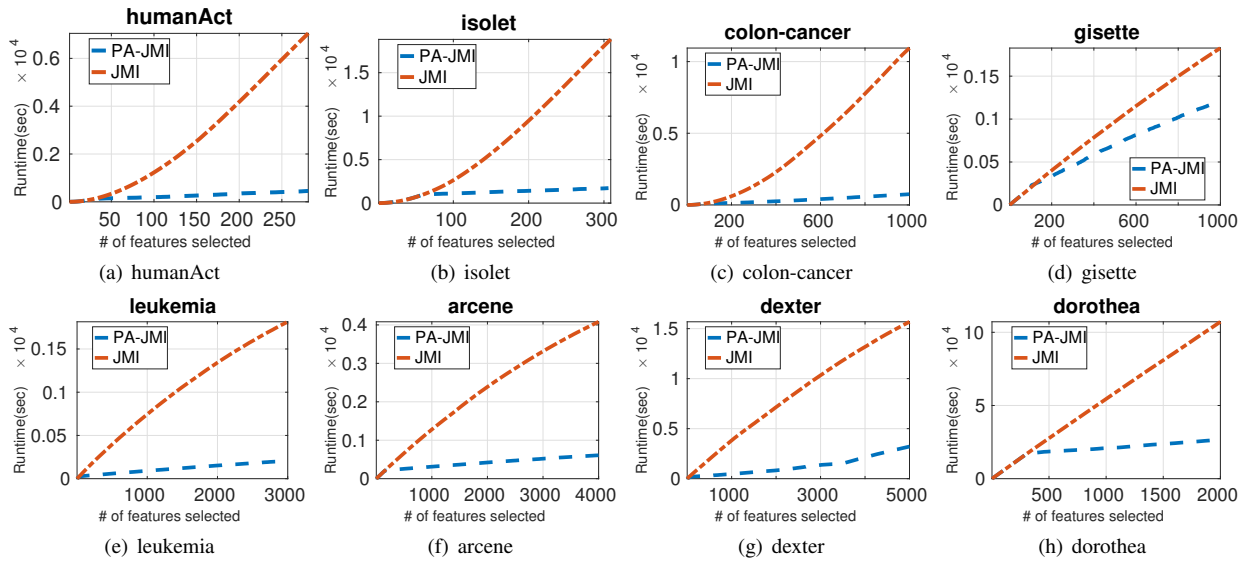 humanAct
× 10^4
0.6
0.4
0.2
0
Runtime(sec)
PA-JMI
JMI
50 100 150 200 250
# of features selected
(a) humanAct
isolet
× 10^4
1.5
1
0.5
0
Runtime(sec)
PA-JMI
JMI
100 200 300
# of features selected
(b) isolet
colon-cancer
× 10^4
1
0.5
0
Runtime(sec)
PA-JMI
JMI
200 400 600 800 1000
# of features selected
(c) colon-cancer
gisette
× 10^4
0.15
0.1
0.05
0
Runtime(sec)
PA-JMI
JMI
200 400 600 800 1000
# of features selected
(d) gisette
leukemia
× 10^4
0.15
0.1
0.05
0
Runtime(sec)
PA-JMI
JMI
1000 2000 3000
# of features selected
(e) leukemia
arcene
× 10^4
0.4
0.3
0.2
0.1
0
Runtime(sec)
PA-JMI
JMI
1000 2000 3000 4000
# of features selected
(f) arcene
dexter
× 10^4
1.5
1
0.5
0
Runtime(sec)
PA-JMI
JMI
1000 3000 5000
# of features selected
(g) dexter
dorothea
× 10^4
10
5
0
Runtime(sec)
PA-JMI
JMI
500 1000 1500 2000
# of features selected
(h) dorothea